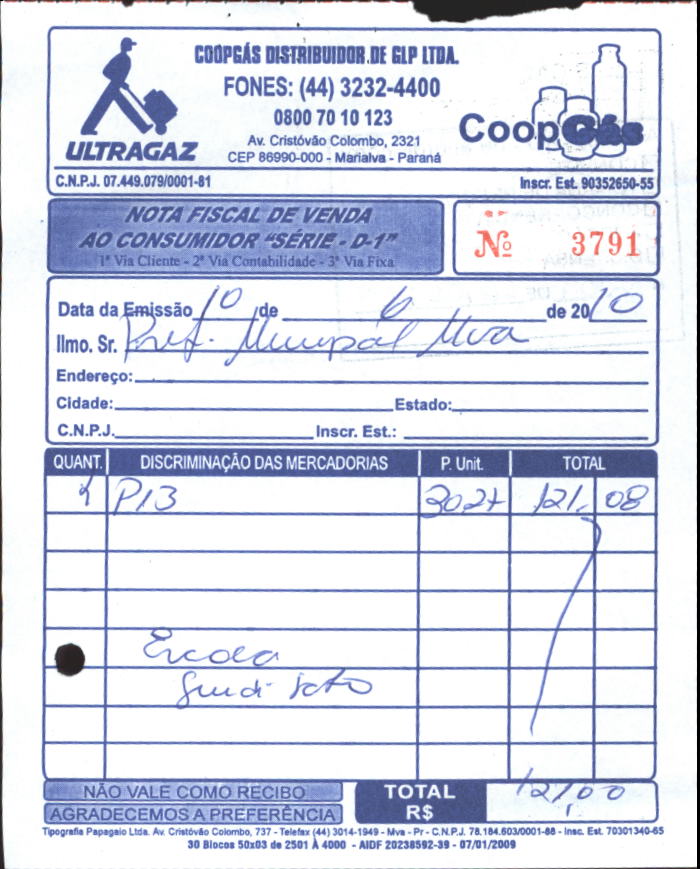 COOPGÁS DISTRIBUIDOR.DE GLP LTDA.
FONES: (44) 3232-4400
0800 70 10 123
Av. Cristóvão Colombo, 2321
CEP 86990-000 - Marialva - Paraná
ULTRAGAZ
CoopGás
C.N.P.J. 07.449.079/0001-81 Inscr. Est. 90352650-55
NOTA FISCAL DE VENDA
AO CONSUMIDOR "SÉRIE - D-1"
1ª Via Cliente - 2ª Via Contabilidade - 3ª Via Fixa
Nº 3791
Data da Emissão 10 de 6 de 2010
Ilmo. Sr. Pref. Municipal Mva
Endereço:
Cidade: Estado:
C.N.P.J. Inscr. Est.:
QUANT. DISCRIMINAÇÃO DAS MERCADORIAS P. Unit. TOTAL
4 P13 3027 121, 08
Escola
NÃO VALE COMO RECIBO
AGRADECEMOS A PREFERÊNCIA
TOTAL
R$
121,00
Tipografia Papagaio Ltda. Av. Cristóvão Colombo, 737 - Telefax (44) 3014-1949 - Mva - Pr - C.N.P.J. 78.184.603/0001-88 - Insc. Est. 70301340-65
30 Blocos 50x03 de 2501 À 4000 - AIDF 20238592-39 - 07/01/2009